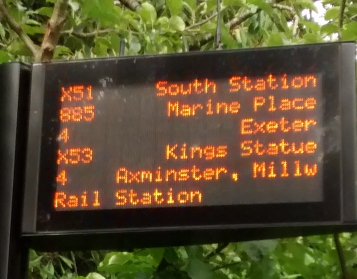 X51 South Station
885 Marine Place
4 Exeter
X53 Kings Statue
4 Axminster, Millw
Rail Station